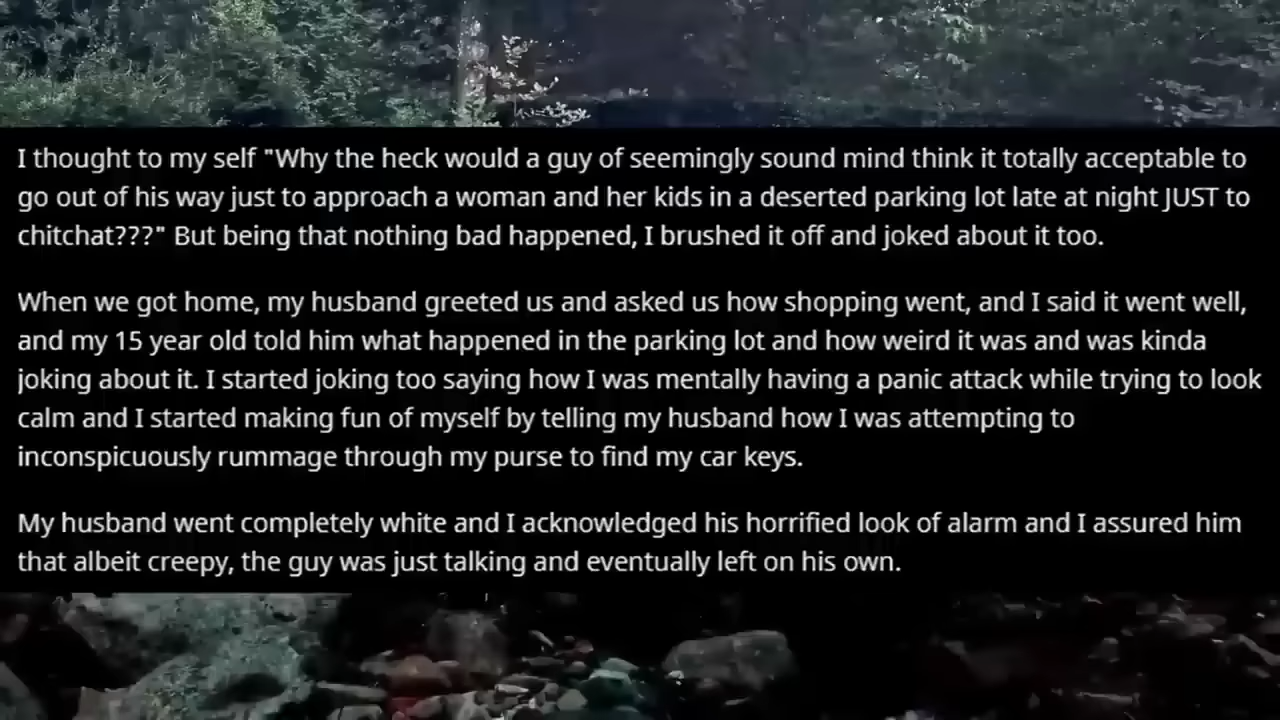 I thought to my self "Why the heck would a guy of seemingly sound mind think it totally acceptable to
go out of his way just to approach a woman and her kids in a deserted parking lot late at night JUST to
chitchat???" But being that nothing bad happened, I brushed it off and joked about it too.
When we got home, my husband greeted us and asked us how shopping went, and I said it went well,
and my 15 year old told him what happened in the parking lot and how weird it was and was kinda
joking about it. I started joking too saying how I was mentally having a panic attack while trying to look
calm and I started making fun of myself by telling my husband how I was attempting to
inconspicuously rummage through my purse to find my car keys.
My husband went completely white and I acknowledged his horrified look of alarm and I assured him
that albeit creepy, the guy was just talking and eventually left on his own.